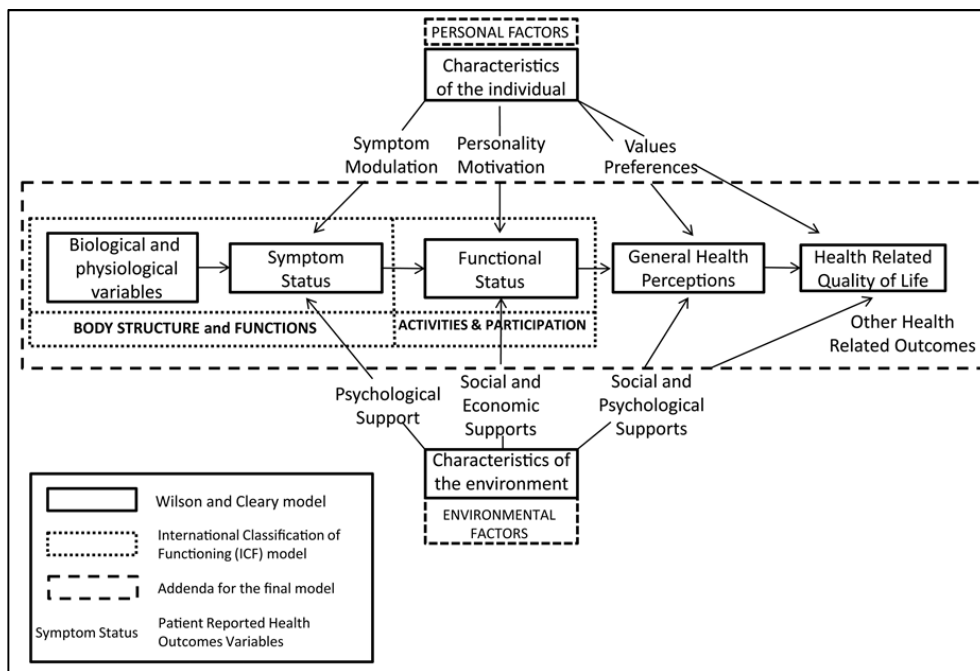 PERSONAL FACTORS
Characteristics
of the individual
Symptom
Modulation
Personality
Motivation
Values
Preferences
Biological and
physiological
variables
Symptom
Status
Functional
Status
General Health
Perceptions
Health Related
Quality of Life
BODY STRUCTURE and FUNCTIONS
ACTIVITIES & PARTICIPATION
Other Health
Related Outcomes
Psychological
Support
Social and
Economic
Supports
Social and
Psychological
Supports
Characteristics of
the environment
ENVIRONMENTAL
FACTORS
Wilson and Cleary model
International Classification of
Functioning (ICF) model
Addenda for the final model
Symptom Status
Patient Reported Health
Outcomes Variables